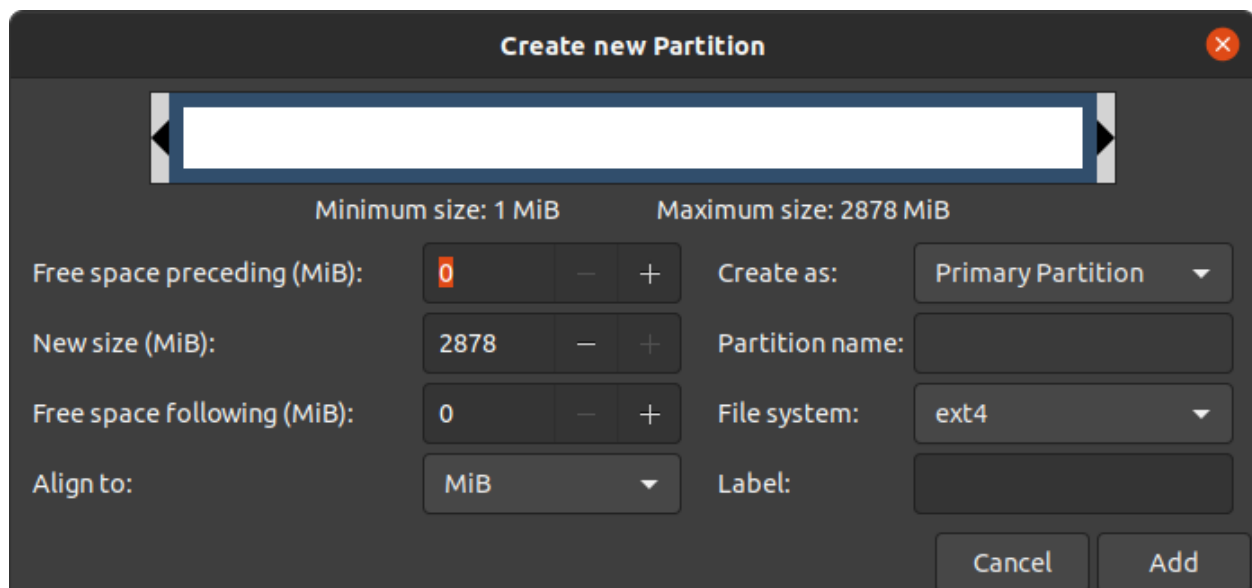 Create new Partition
Minimum size: 1 MiB Maximum size: 2878 MiB
Free space preceding (MiB): 0 Create as: Primary Partition
New size (MiB): 2878 Partition name:
Free space following (MiB): 0 File system: ext4
Align to: MiB Label:
Cancel Add